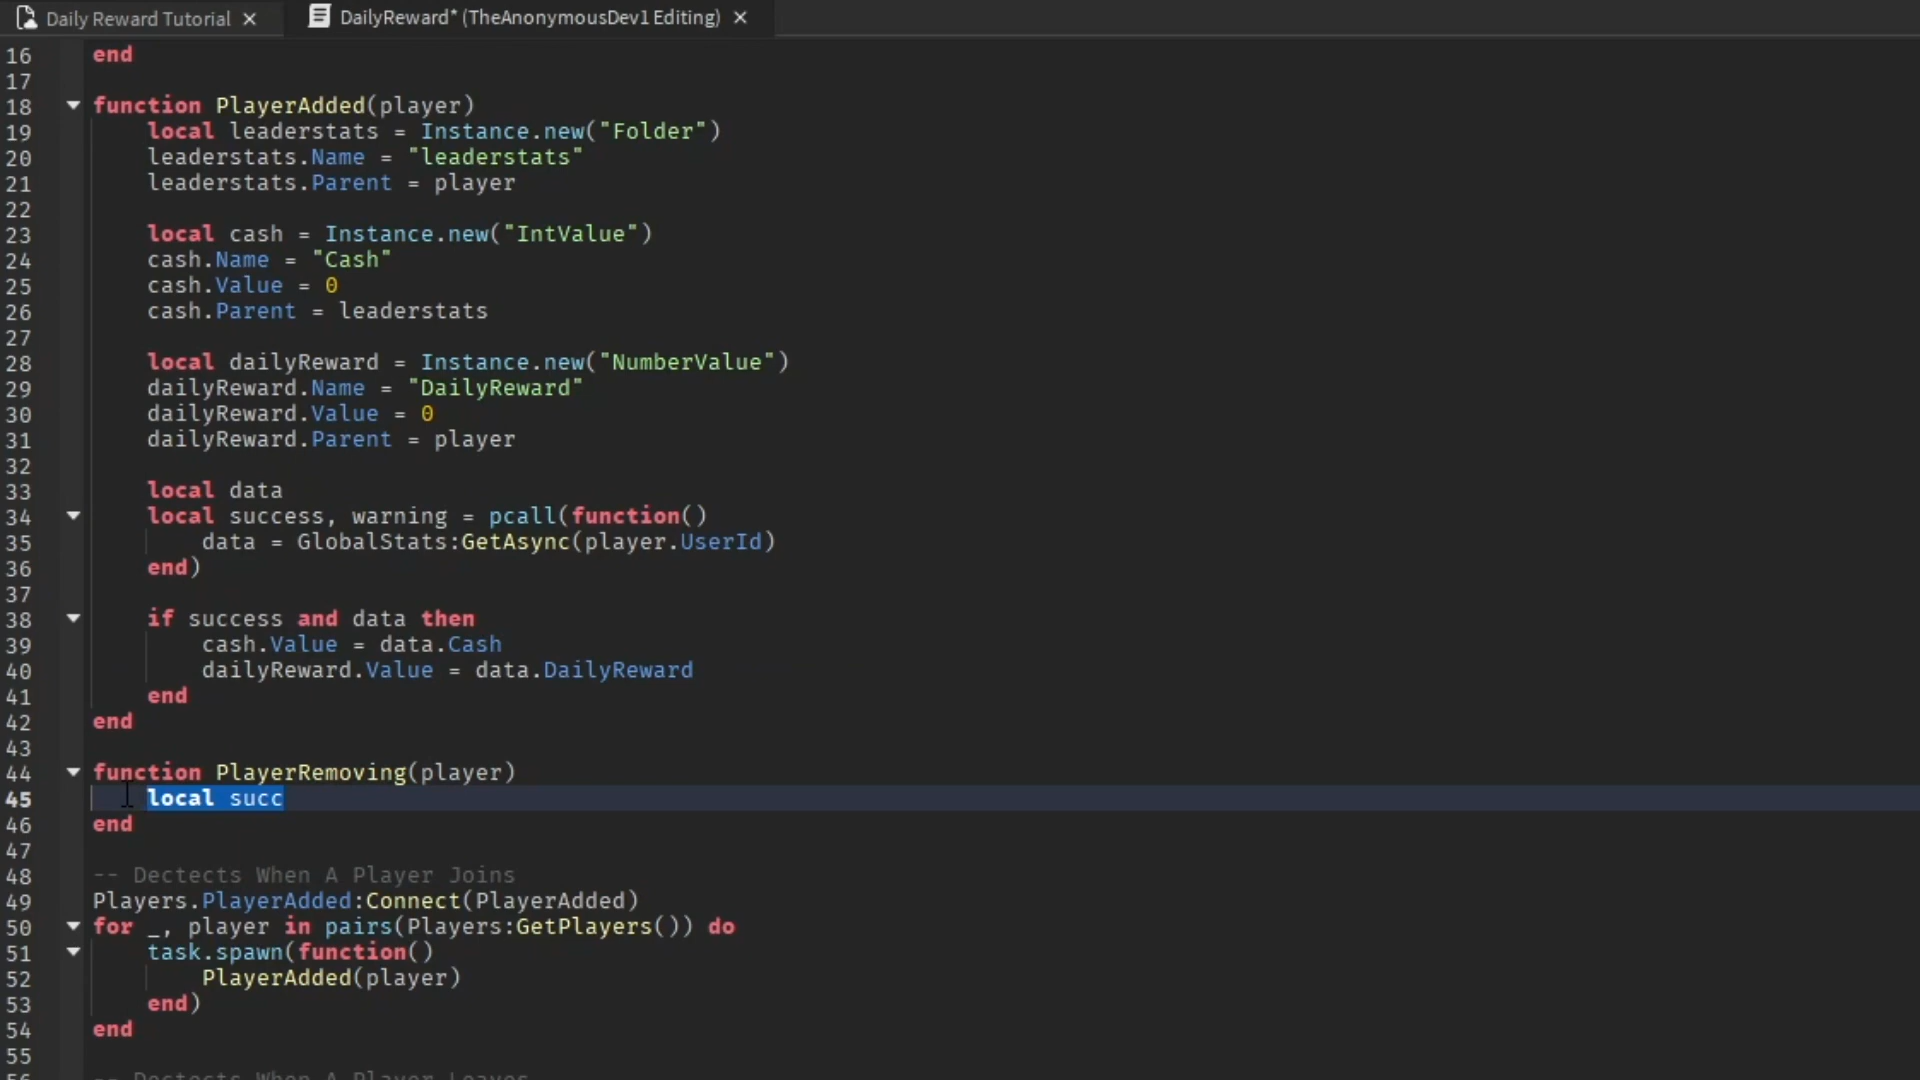 Daily Reward Tutorial
DailyReward* (TheAnonymousDev1 Editing)
16 end
17
18 function PlayerAdded(player)
19 local leaderstats = Instance.new("Folder")
20 leaderstats.Name = "leaderstats"
21 leaderstats.Parent = player
22
23 local cash = Instance.new("IntValue")
24 cash.Name = "Cash"
25 cash.Value = 0
26 cash.Parent = leaderstats
27
28 local dailyReward = Instance.new("NumberValue")
29 dailyReward.Name = "DailyReward"
30 dailyReward.Value = 0
31 dailyReward.Parent = player
32
33 local data
34 local success, warning = pcall(function()
35 data = GlobalStats:GetAsync(player.UserId)
36 end)
37
38 if success and data then
39 cash.Value = data.Cash
40 dailyReward.Value = data.DailyReward
41 end
42 end
43
44 function PlayerRemoving(player)
45 local succ
46 end
47
48 -- Dectects When A Player Joins
49 Players.PlayerAdded:Connect(PlayerAdded)
50 for _, player in pairs(Players:GetPlayers()) do
51 task.spawn(function()
52 PlayerAdded(player)
53 end)
54 end
55
56 -- Dectects When A Player Leaves